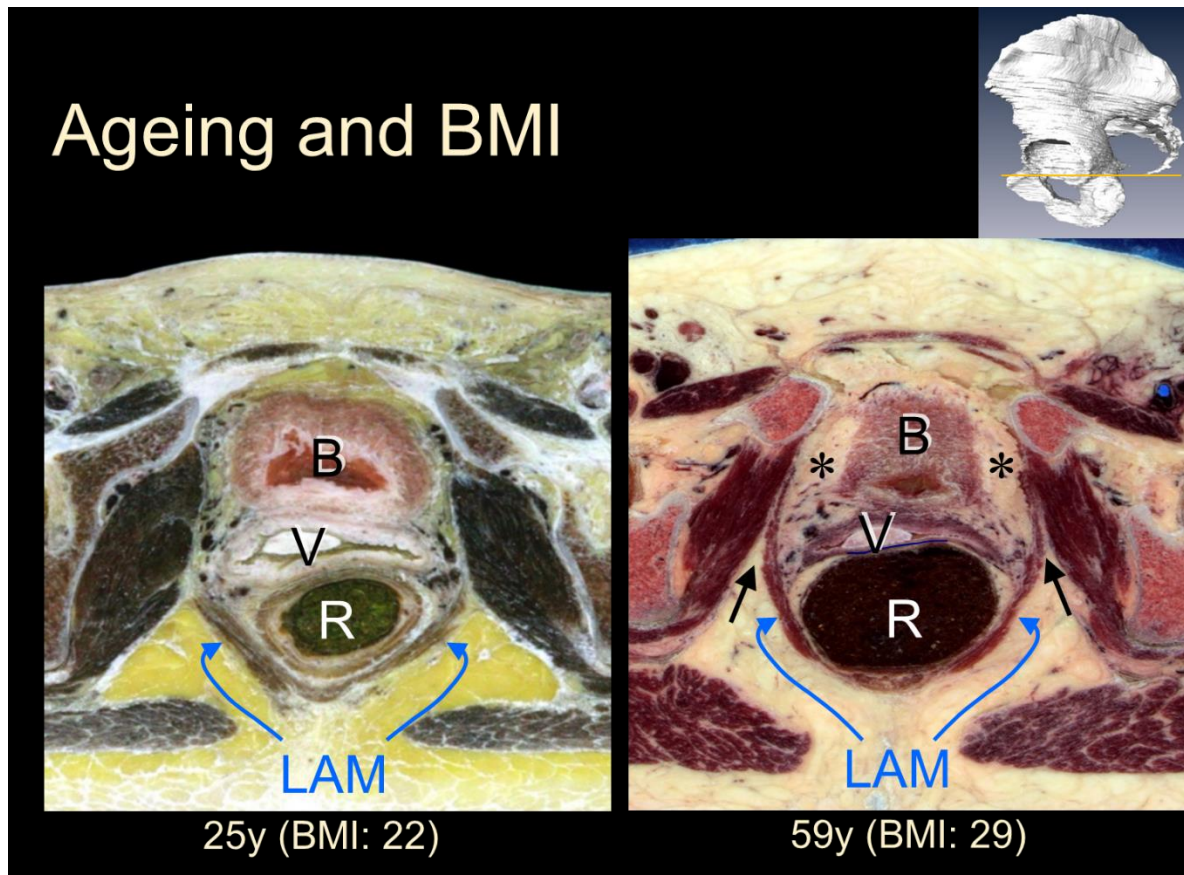 Ageing and BMI
B
V
R
LAM
25y (BMI: 22)
B
* *
V
R
LAM
59y (BMI: 29)